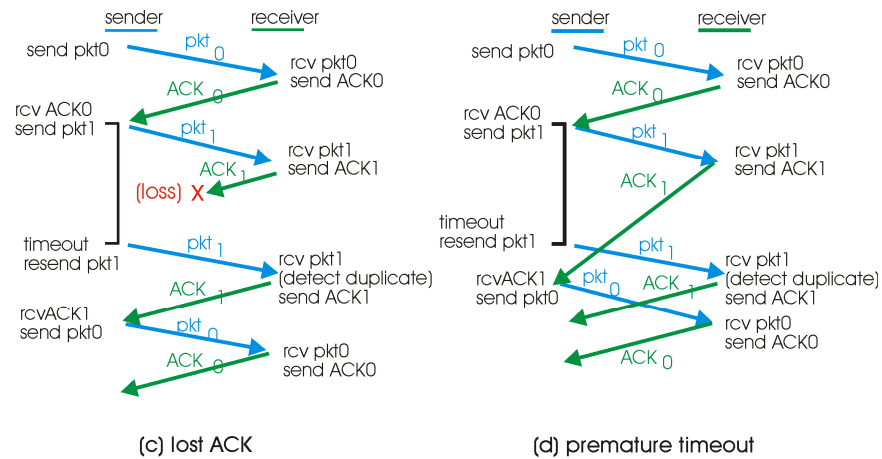 sender
receiver
send pkt0
pkt 0
rcv pkt0
send ACK0
ACK 0
rcv ACK0
send pkt1
pkt 1
rcv pkt1
send ACK1
ACK 1
(loss) X
timeout
resend pkt1
pkt 1
rcv pkt1
(detect duplicate)
send ACK1
ACK 1
rcvACK1
send pkt0
pkt 0
rcv pkt0
send ACK0
ACK 0
(c) lost ACK
sender
receiver
send pkt0
pkt 0
rcv pkt0
send ACK0
ACK 0
rcv ACK0
send pkt1
pkt 1
rcv pkt1
send ACK1
ACK 1
timeout
resend pkt1
pkt 1
rcv pkt1
(detect duplicate)
send ACK1
rcvACK1
send pkt0
pkt 0
ACK 1
rcv pkt0
send ACK0
ACK 0
(d) premature timeout